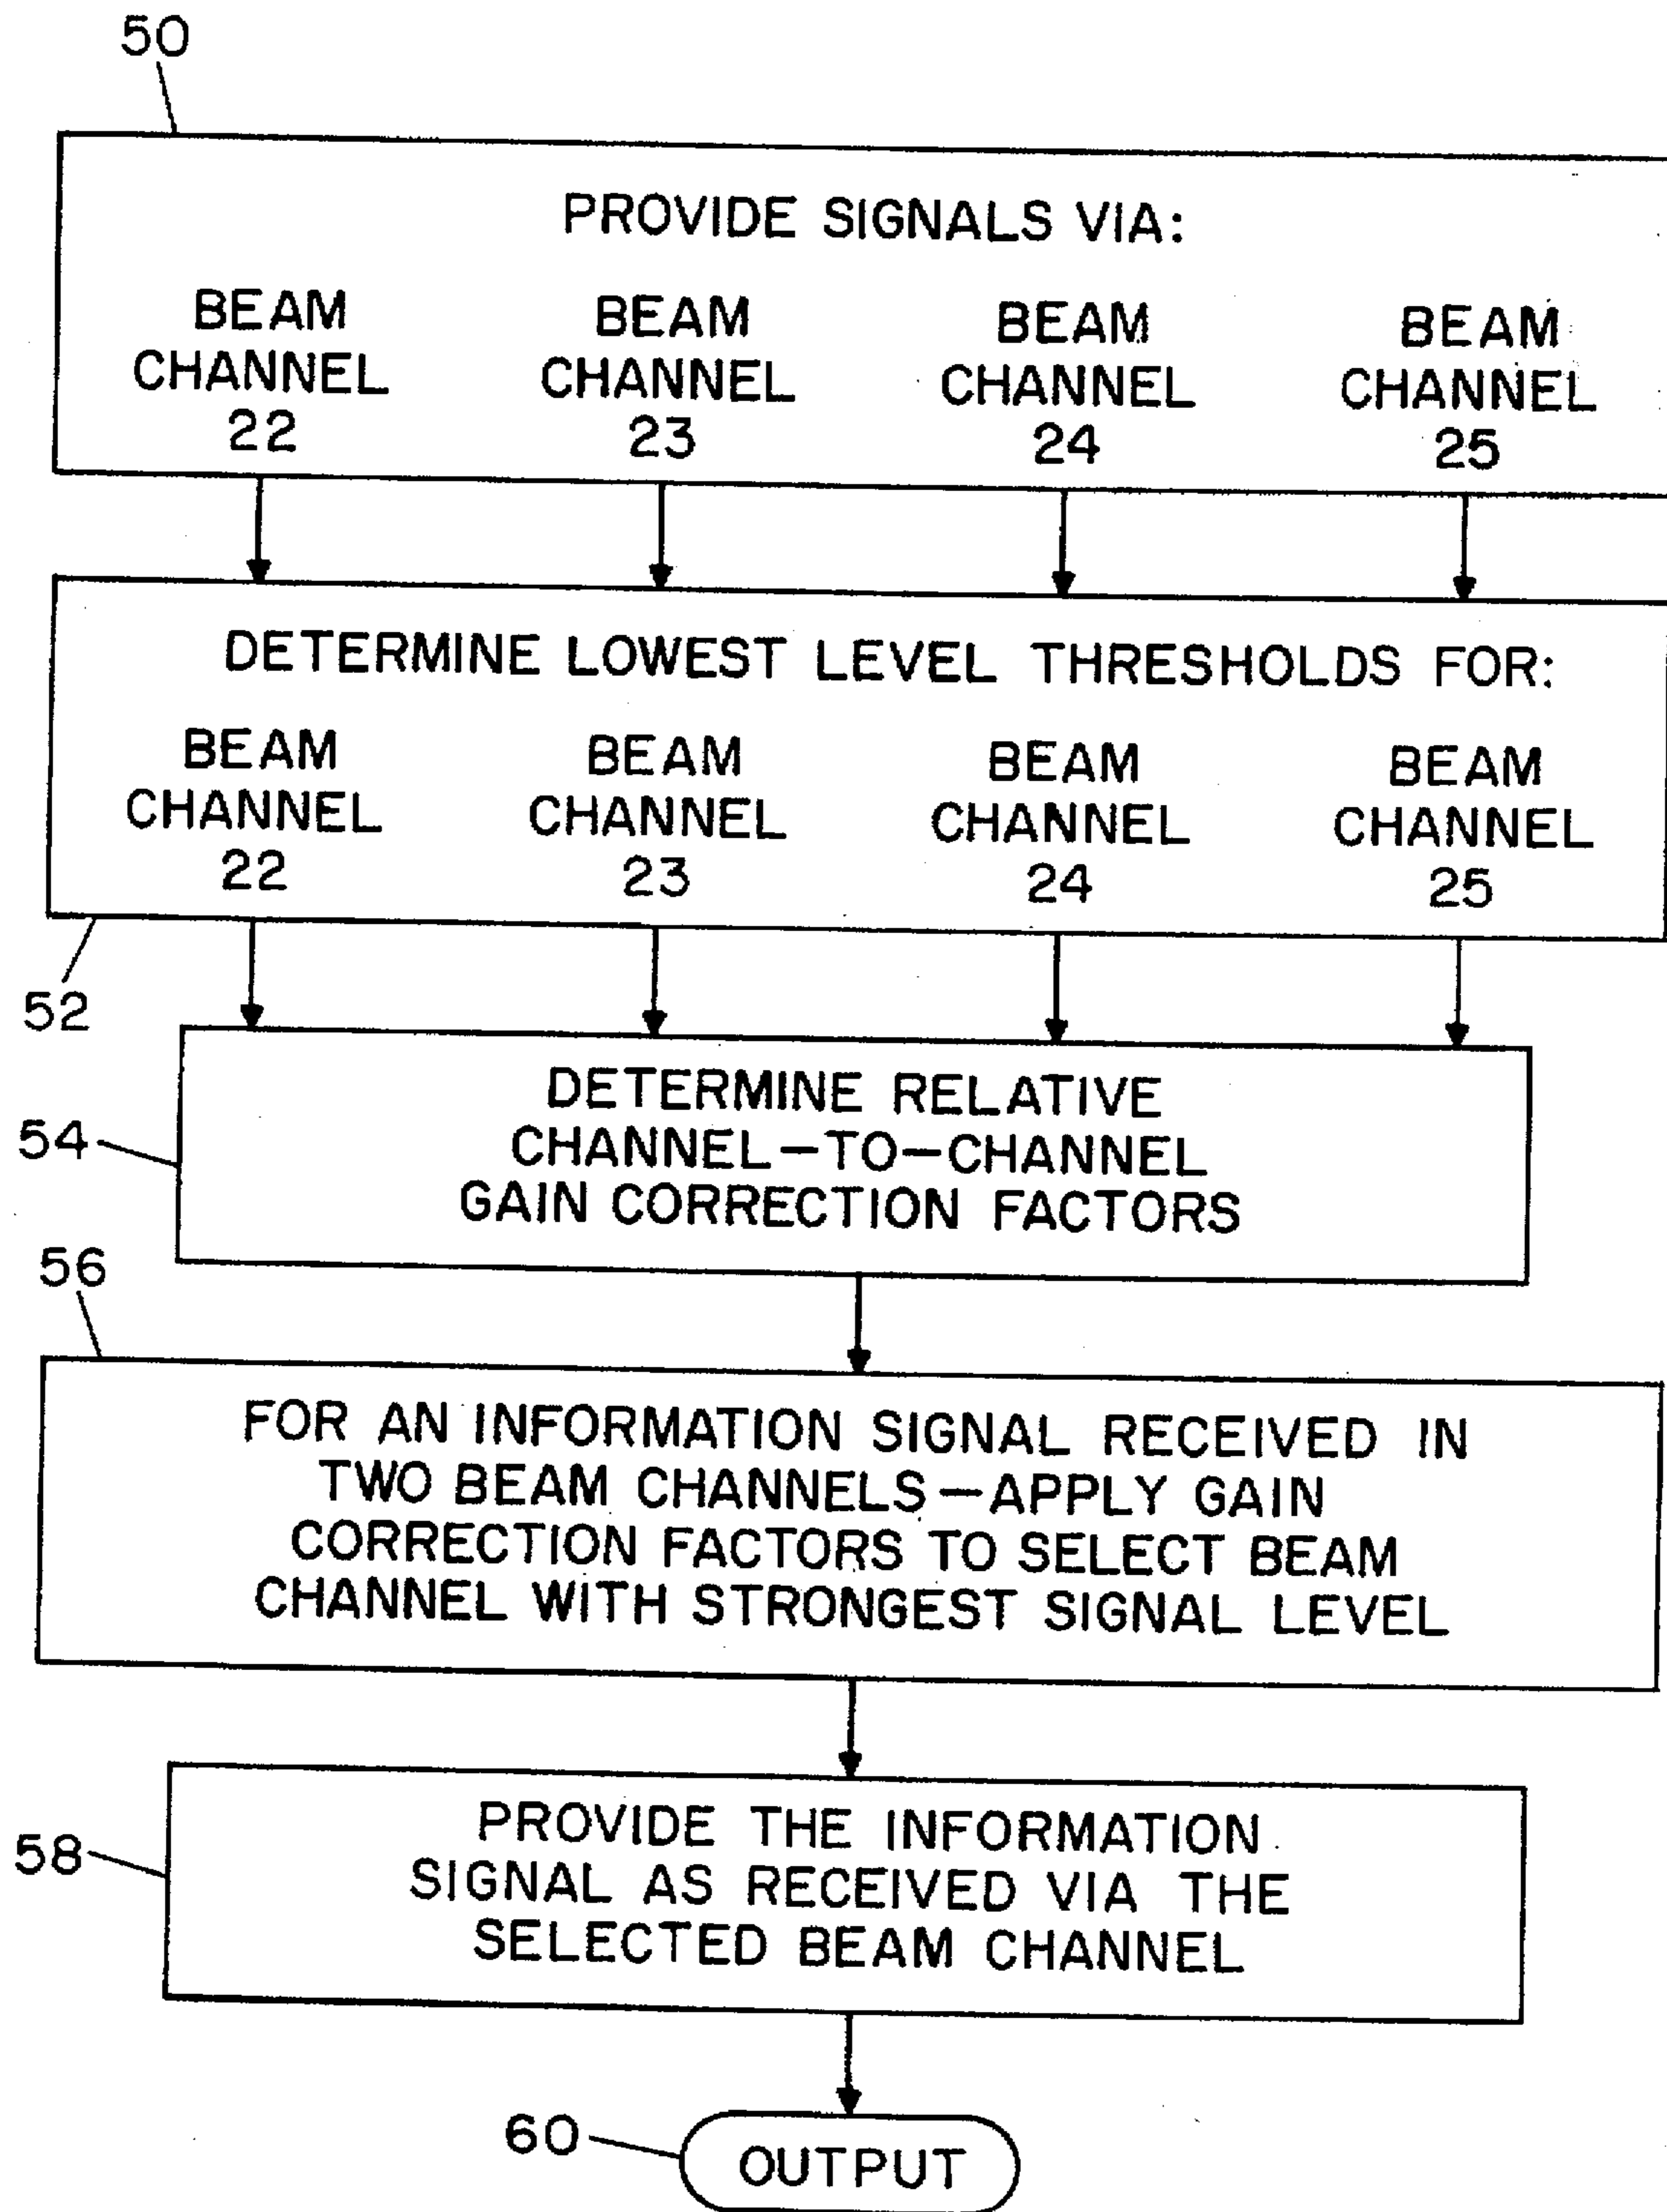 50
PROVIDE SIGNALS VIA:
BEAM BEAM BEAM BEAM
CHANNEL CHANNEL CHANNEL CHANNEL
22 23 24 25
DETERMINE LOWEST LEVEL THRESHOLDS FOR:
BEAM BEAM BEAM BEAM
CHANNEL CHANNEL CHANNEL CHANNEL
22 23 24 25
52
DETERMINE RELATIVE
54 CHANNEL-TO-CHANNEL
GAIN CORRECTION FACTORS
56
FOR AN INFORMATION SIGNAL RECEIVED IN
TWO BEAM CHANNELS-APPLY GAIN
CORRECTION FACTORS TO SELECT BEAM
CHANNEL WITH STRONGEST SIGNAL LEVEL
PROVIDE THE INFORMATION
58 SIGNAL AS RECEIVED VIA THE
SELECTED BEAM CHANNEL
60 OUTPUT